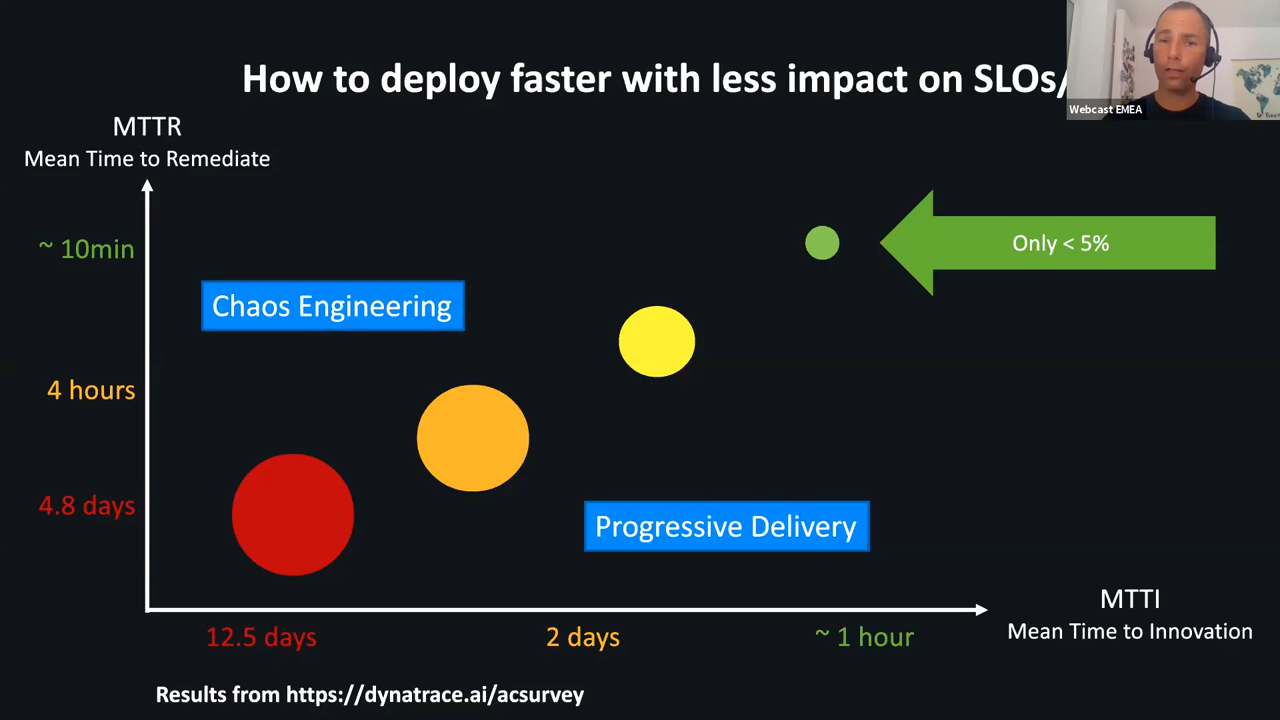 How to deploy faster with less impact on SLOs/
Webcast EMEA
MTTR
Mean Time to Remediate
~ 10min
Only < 5%
Chaos Engineering
4 hours
4.8 days
Progressive Delivery
MTTI
Mean Time to Innovation
12.5 days
2 days
~ 1 hour
Results from https://dynatrace.ai/acsurvey